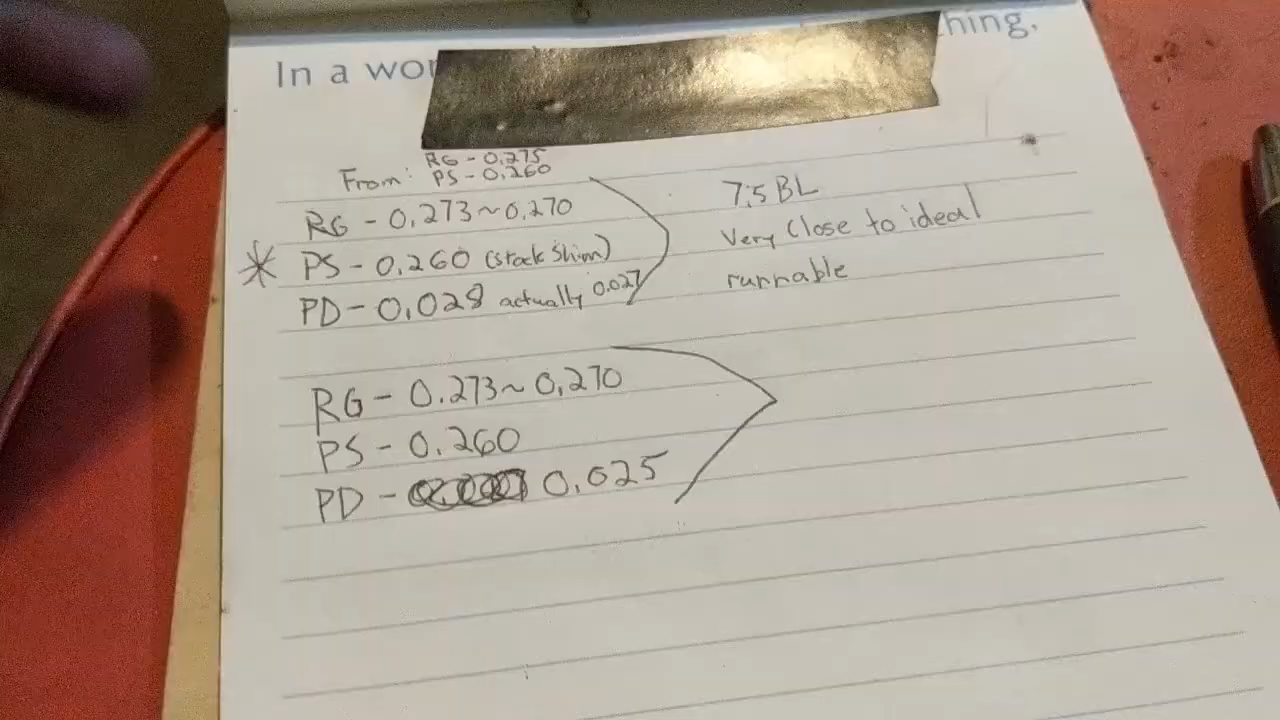 In a wor hing.
From: RG - 0.275
PS - 0.260
RG - 0.273~0.270
* PS - 0.260 (stock shim)
PD - 0.028 actually 0.027
7.5 BL
Very Close to ideal
runnable
RG - 0.273~0.270
PS - 0.260
PD - 0.025